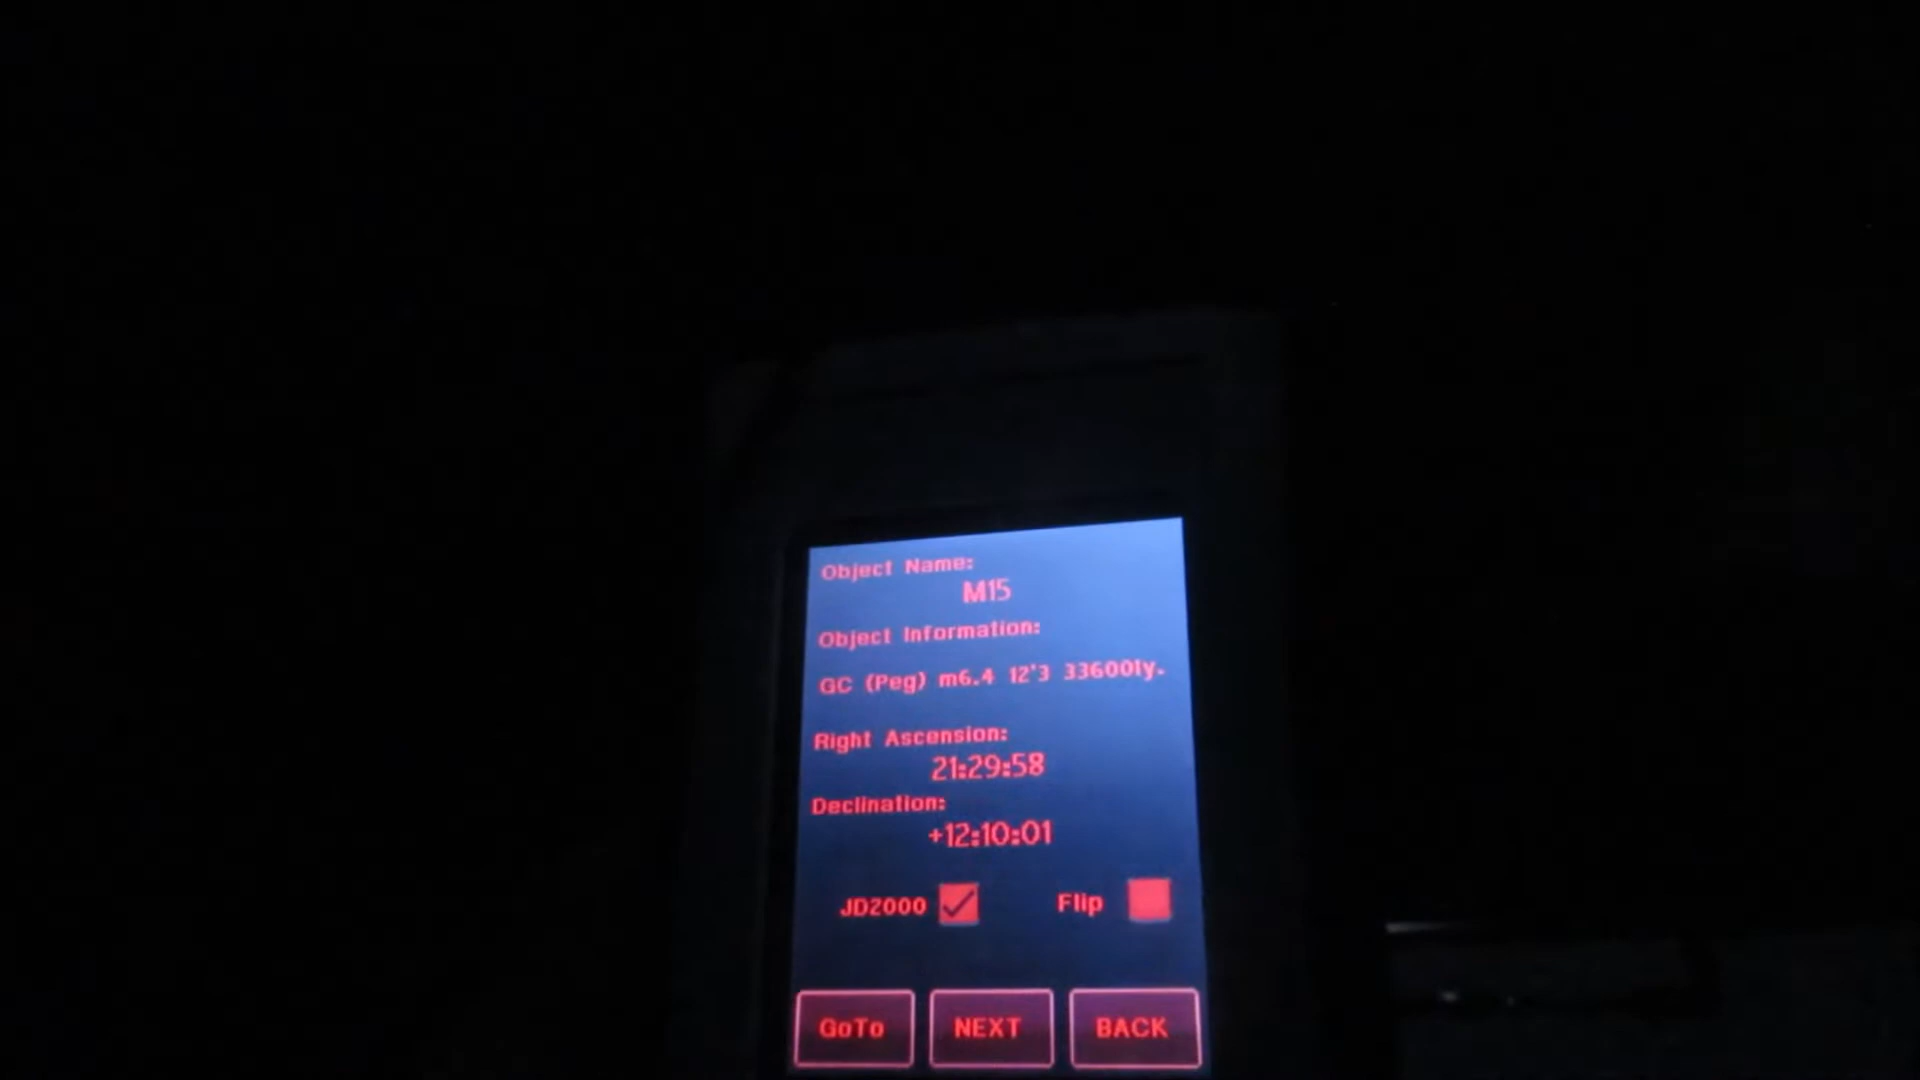 Object Name:
M15
Object Information:
GC (Peg) m6.4 12'3 33600ly.
Right Ascension:
21:29:58
Declination:
+12:10:01
JD2000 Flip
GoTo NEXT BACK